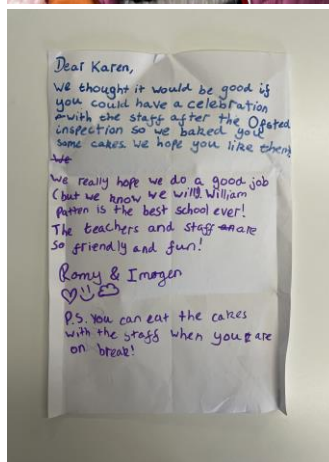 Dear Karen,
We thought it would be good if
you could have a celebration
with the staff after the Ofsted
inspection so we baked you
some cakes we hope you like them
We
We really hope we do a good job
(but we know we will! William
Patten is the best school ever!
The teachers and staff are
so friendly and fun!
Romy & Imogen
P.S. You can eat the cakes
with the staff when you are
on break!